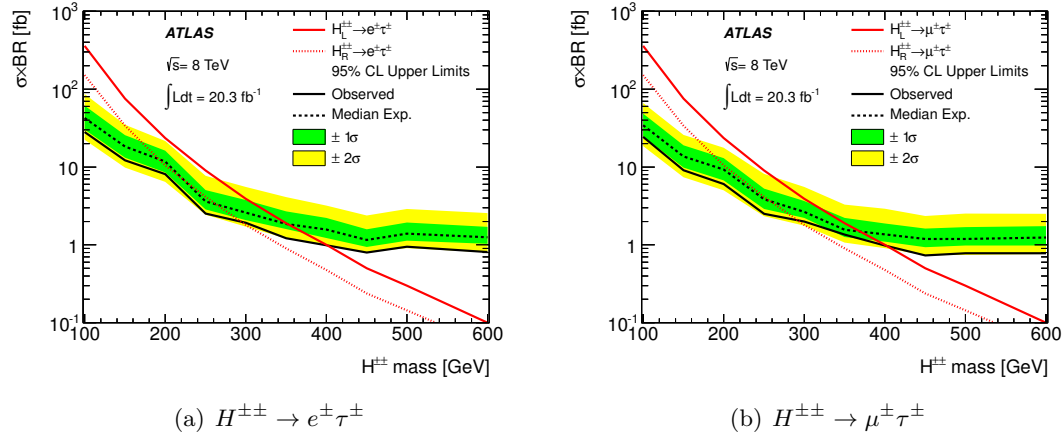 σ×BR [fb]
10³
10²
10
1
10⁻¹
100 200 300 400 500 600
H±± mass [GeV]
ATLAS
√s= 8 TeV
∫Ldt = 20.3 fb⁻¹
H_L^±±→e±τ±
H_R^±±→e±τ±
95% CL Upper Limits
Observed
Median Exp.
± 1σ
± 2σ
(a) H±± → e±τ±
σ×BR [fb]
10³
10²
10
1
10⁻¹
100 200 300 400 500 600
H±± mass [GeV]
ATLAS
√s= 8 TeV
∫Ldt = 20.3 fb⁻¹
H_L^±±→μ±τ±
H_R^±±→μ±τ±
95% CL Upper Limits
Observed
Median Exp.
± 1σ
± 2σ
(b) H±± → μ±τ±